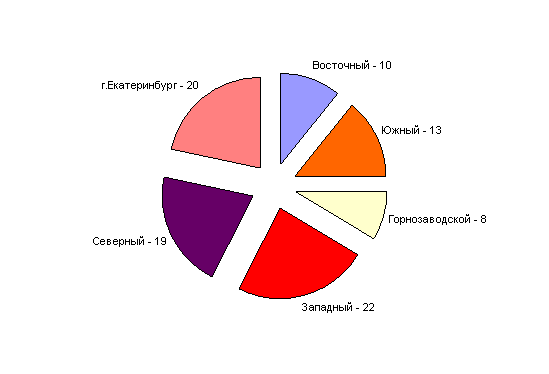 Восточный - 10
г.Екатеринбург - 20
Южный - 13
Горнозаводской - 8
Северный - 19
Западный - 22